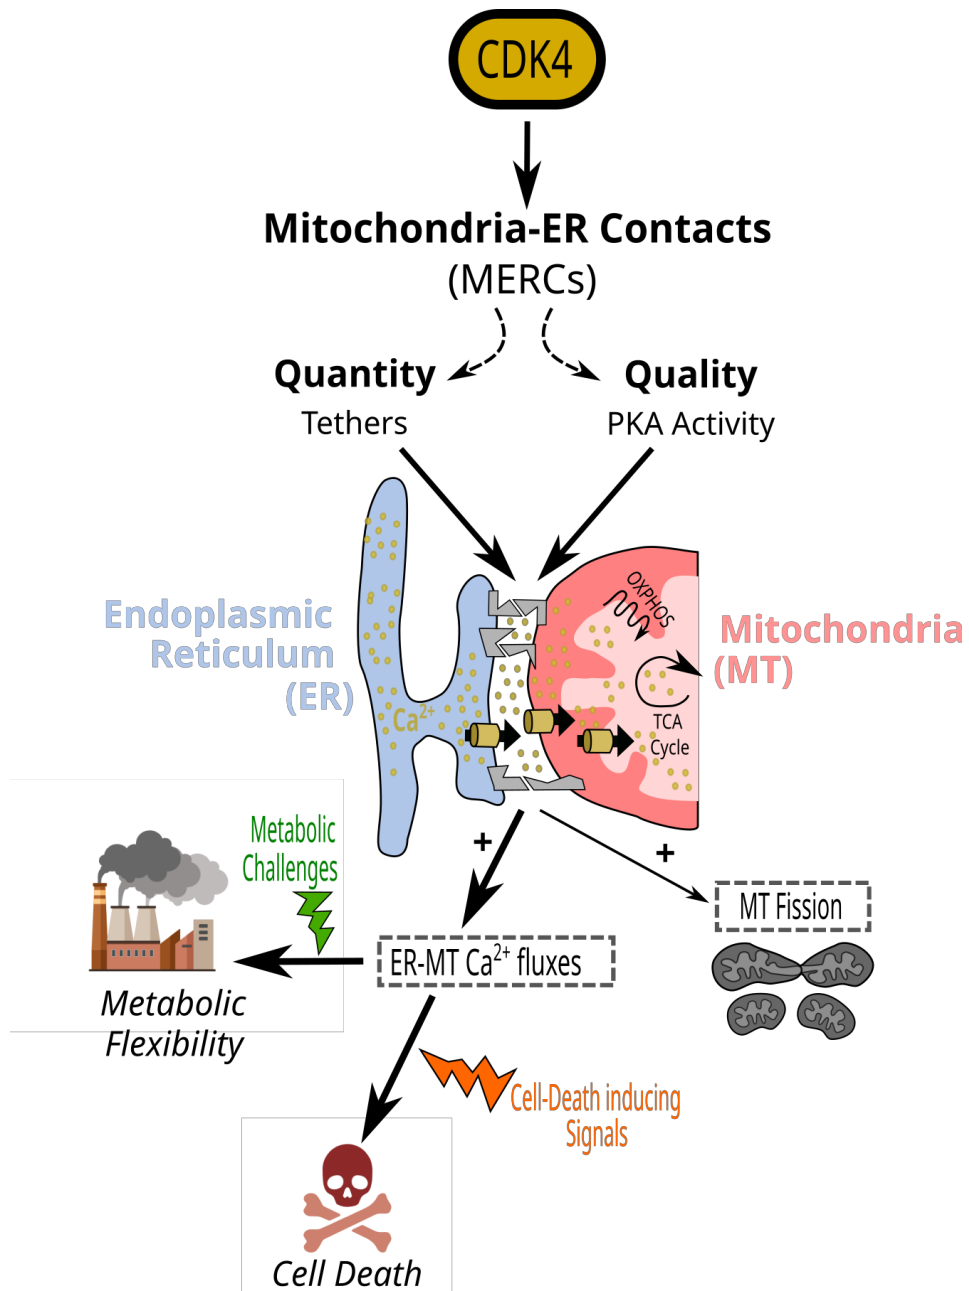 CDK4
Mitochondria-ER Contacts
(MERCs)
Quantity
Tethers
Quality
PKA Activity
Endoplasmic
Reticulum
(ER)
Ca²⁺
OXPHOS
TCA
Cycle
Mitochondria
(MT)
+
+
Metabolic
Challenges
MT Fission
ER-MT Ca²⁺ fluxes
Metabolic
Flexibility
Cell-Death inducing
Signals
Cell Death